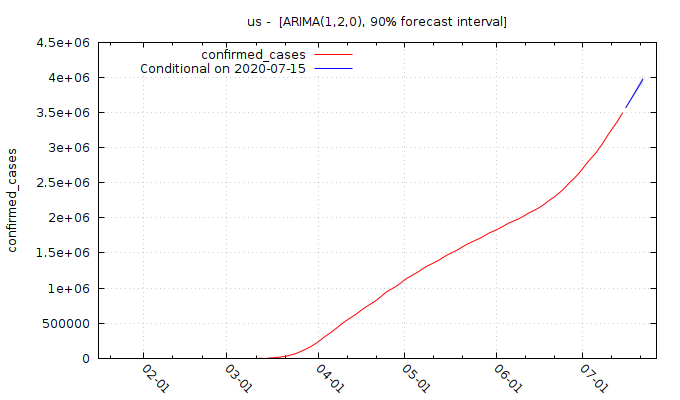 us -  [ARIMA(1,2,0), 90% forecast interval]
4.5e+06
4e+06
3.5e+06
3e+06
2.5e+06
2e+06
1.5e+06
1e+06
500000
0
confirmed_cases
confirmed_cases
Conditional on 2020-07-15
02-01
03-01
04-01
05-01
06-01
07-01